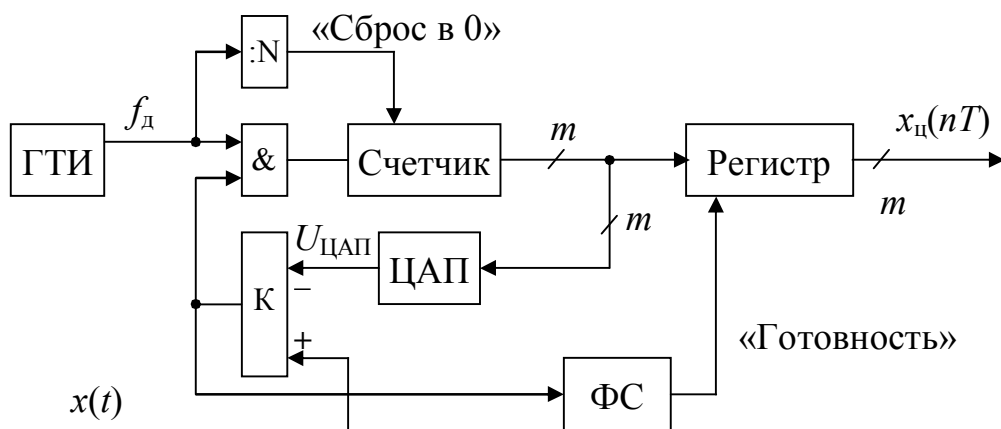 «Сброс в 0»
:N
f_д
ГТИ
&
Счетчик
m
Регистр
x_ц(nT)
m
m
U_ЦАП
ЦАП
К
−
+
«Готовность»
ФС
x(t)